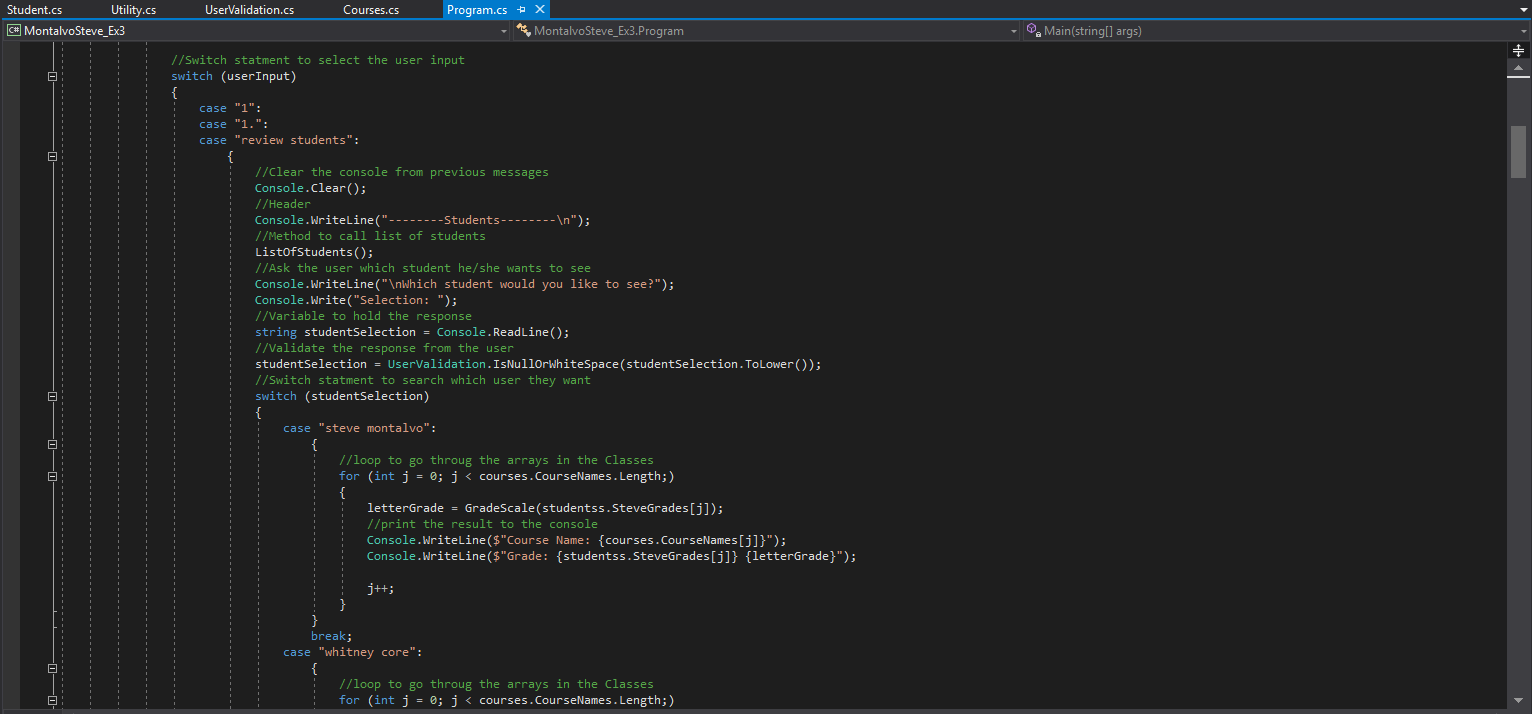 Student.cs Utility.cs UserValidation.cs Courses.cs Program.cs
C# MontalvoSteve_Ex3 MontalvoSteve_Ex3.Program Main(string[] args)
//Switch statment to select the user input
switch (userInput)
{
case "1":
case "1.":
case "review students":
{
//Clear the console from previous messages
Console.Clear();
//Header
Console.WriteLine("--------Students--------\n");
//Method to call list of students
ListOfStudents();
//Ask the user which student he/she wants to see
Console.WriteLine("\nWhich student would you like to see?");
Console.Write("Selection: ");
//Variable to hold the response
string studentSelection = Console.ReadLine();
//Validate the response from the user
studentSelection = UserValidation.IsNullOrWhiteSpace(studentSelection.ToLower());
//Switch statment to search which user they want
switch (studentSelection)
{
case "steve montalvo":
{
//loop to go throug the arrays in the Classes
for (int j = 0; j < courses.CourseNames.Length;)
{
letterGrade = GradeScale(studentss.SteveGrades[j]);
//print the result to the console
Console.WriteLine($"Course Name: {courses.CourseNames[j]}");
Console.WriteLine($"Grade: {studentss.SteveGrades[j]} {letterGrade}");
j++;
}
}
break;
case "whitney core":
{
//loop to go throug the arrays in the Classes
for (int j = 0; j < courses.CourseNames.Length;)